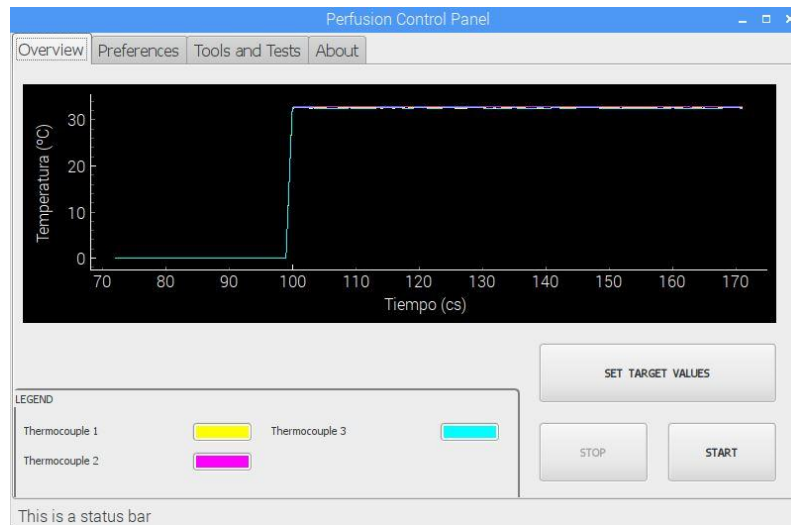 Perfusion Control Panel
Overview Preferences Tools and Tests About
Temperatura (ºC)
30
20
10
0
70 80 90 100 110 120 130 140 150 160 170
Tiempo (cs)
SET TARGET VALUES
LEGEND
Thermocouple 1
Thermocouple 3
Thermocouple 2
STOP
START
This is a status bar